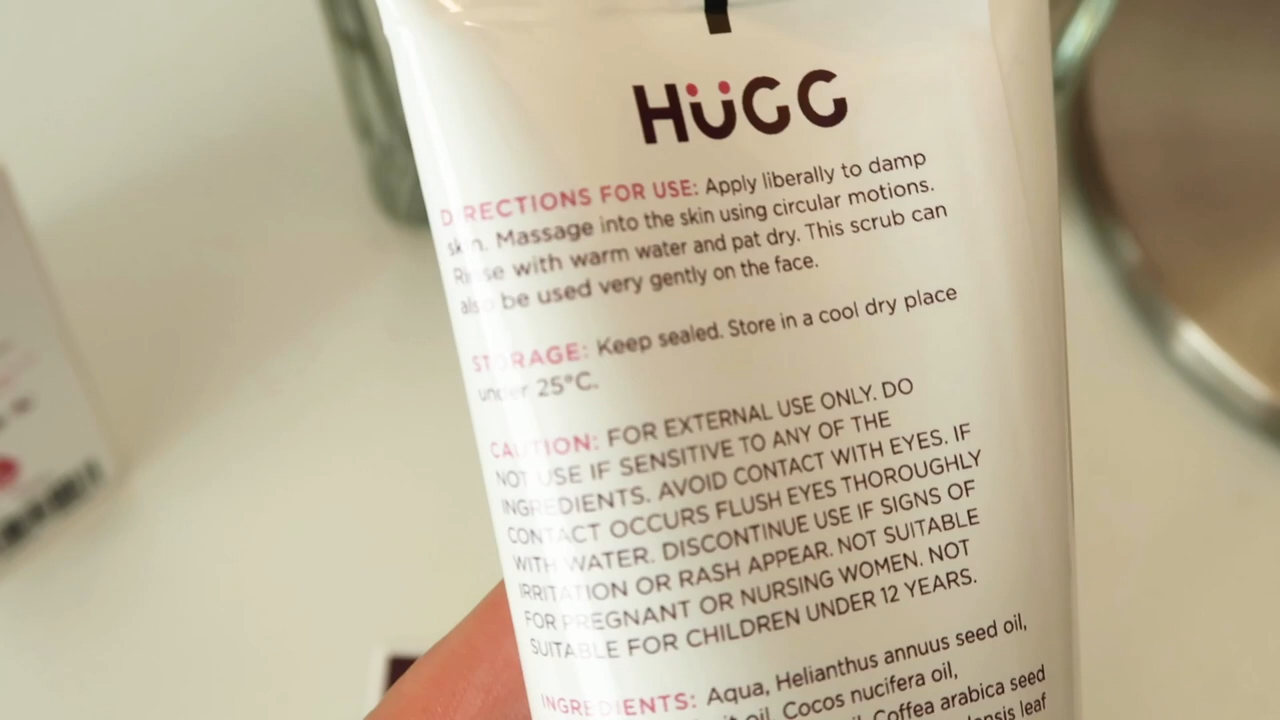 HüGG
DIRECTIONS FOR USE: Apply liberally to damp
skin. Massage into the skin using circular motions.
Rinse with warm water and pat dry. This scrub can
also be used very gently on the face.
STORAGE: Keep sealed. Store in a cool dry place
under 25°C.
CAUTION: FOR EXTERNAL USE ONLY. DO
NOT USE IF SENSITIVE TO ANY OF THE
INGREDIENTS. AVOID CONTACT WITH EYES. IF
CONTACT OCCURS FLUSH EYES THOROUGHLY
WITH WATER. DISCONTINUE USE IF SIGNS OF
IRRITATION OR RASH APPEAR. NOT SUITABLE
FOR PREGNANT OR NURSING WOMEN. NOT
SUITABLE FOR CHILDREN UNDER 12 YEARS.
INGREDIENTS: Aqua, Helianthus annuus seed oil,
oil, Cocos nucifera oil,
Coffea arabica seed
leaf